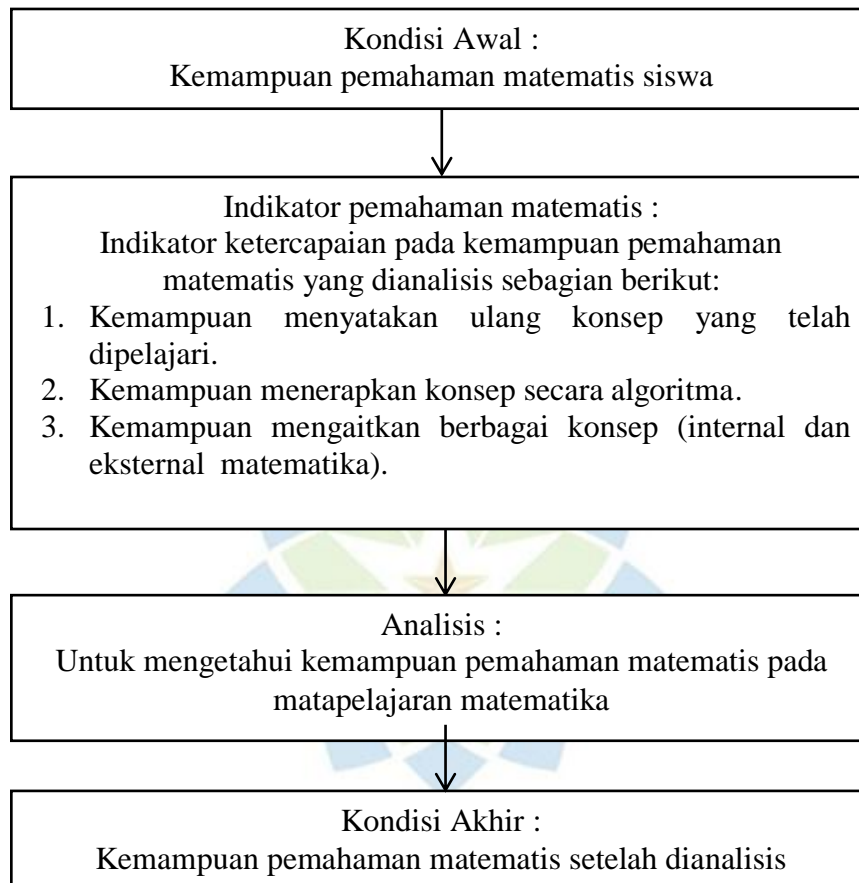 Kondisi Awal :
Kemampuan pemahaman matematis siswa
Indikator pemahaman matematis :
Indikator ketercapaian pada kemampuan pemahaman
matematis yang dianalisis sebagian berikut:
1. Kemampuan menyatakan ulang konsep yang telah
dipelajari.
2. Kemampuan menerapkan konsep secara algoritma.
3. Kemampuan mengaitkan berbagai konsep (internal dan
eksternal matematika).
Analisis :
Untuk mengetahui kemampuan pemahaman matematis pada
matapelajaran matematika
Kondisi Akhir :
Kemampuan pemahaman matematis setelah dianalisis